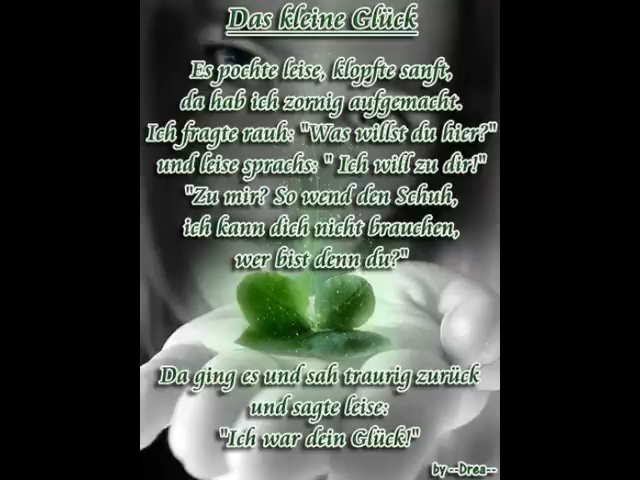 Das kleine Glück
Es pochte leise, klopfte sanft,
da hab ich zornig aufgemacht.
Ich fragte rauh: "Was willst du hier?"
und leise sprachs: " Ich will zu dir!"
"Zu mir? So wend den Schuh,
ich kann dich nicht brauchen,
wer bist denn du?"
Da ging es und sah traurig zurück
und sagte leise:
"Ich war dein Glück!"
by --Drea--